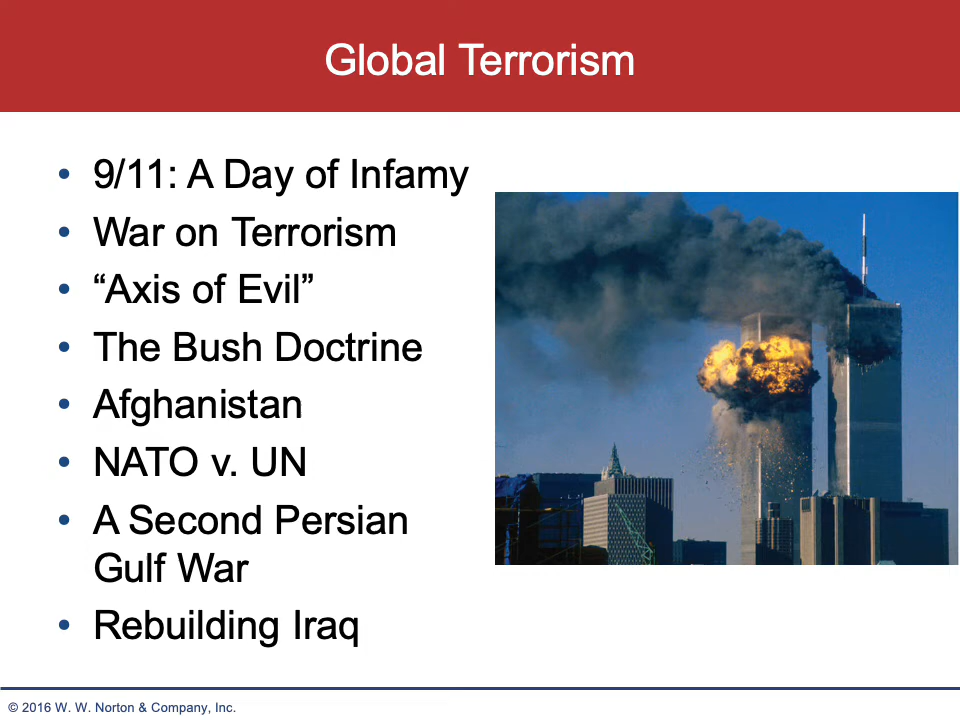 Global Terrorism
• 9/11: A Day of Infamy
• War on Terrorism
• “Axis of Evil”
• The Bush Doctrine
• Afghanistan
• NATO v. UN
• A Second Persian
Gulf War
• Rebuilding Iraq
© 2016 W. W. Norton & Company, Inc.